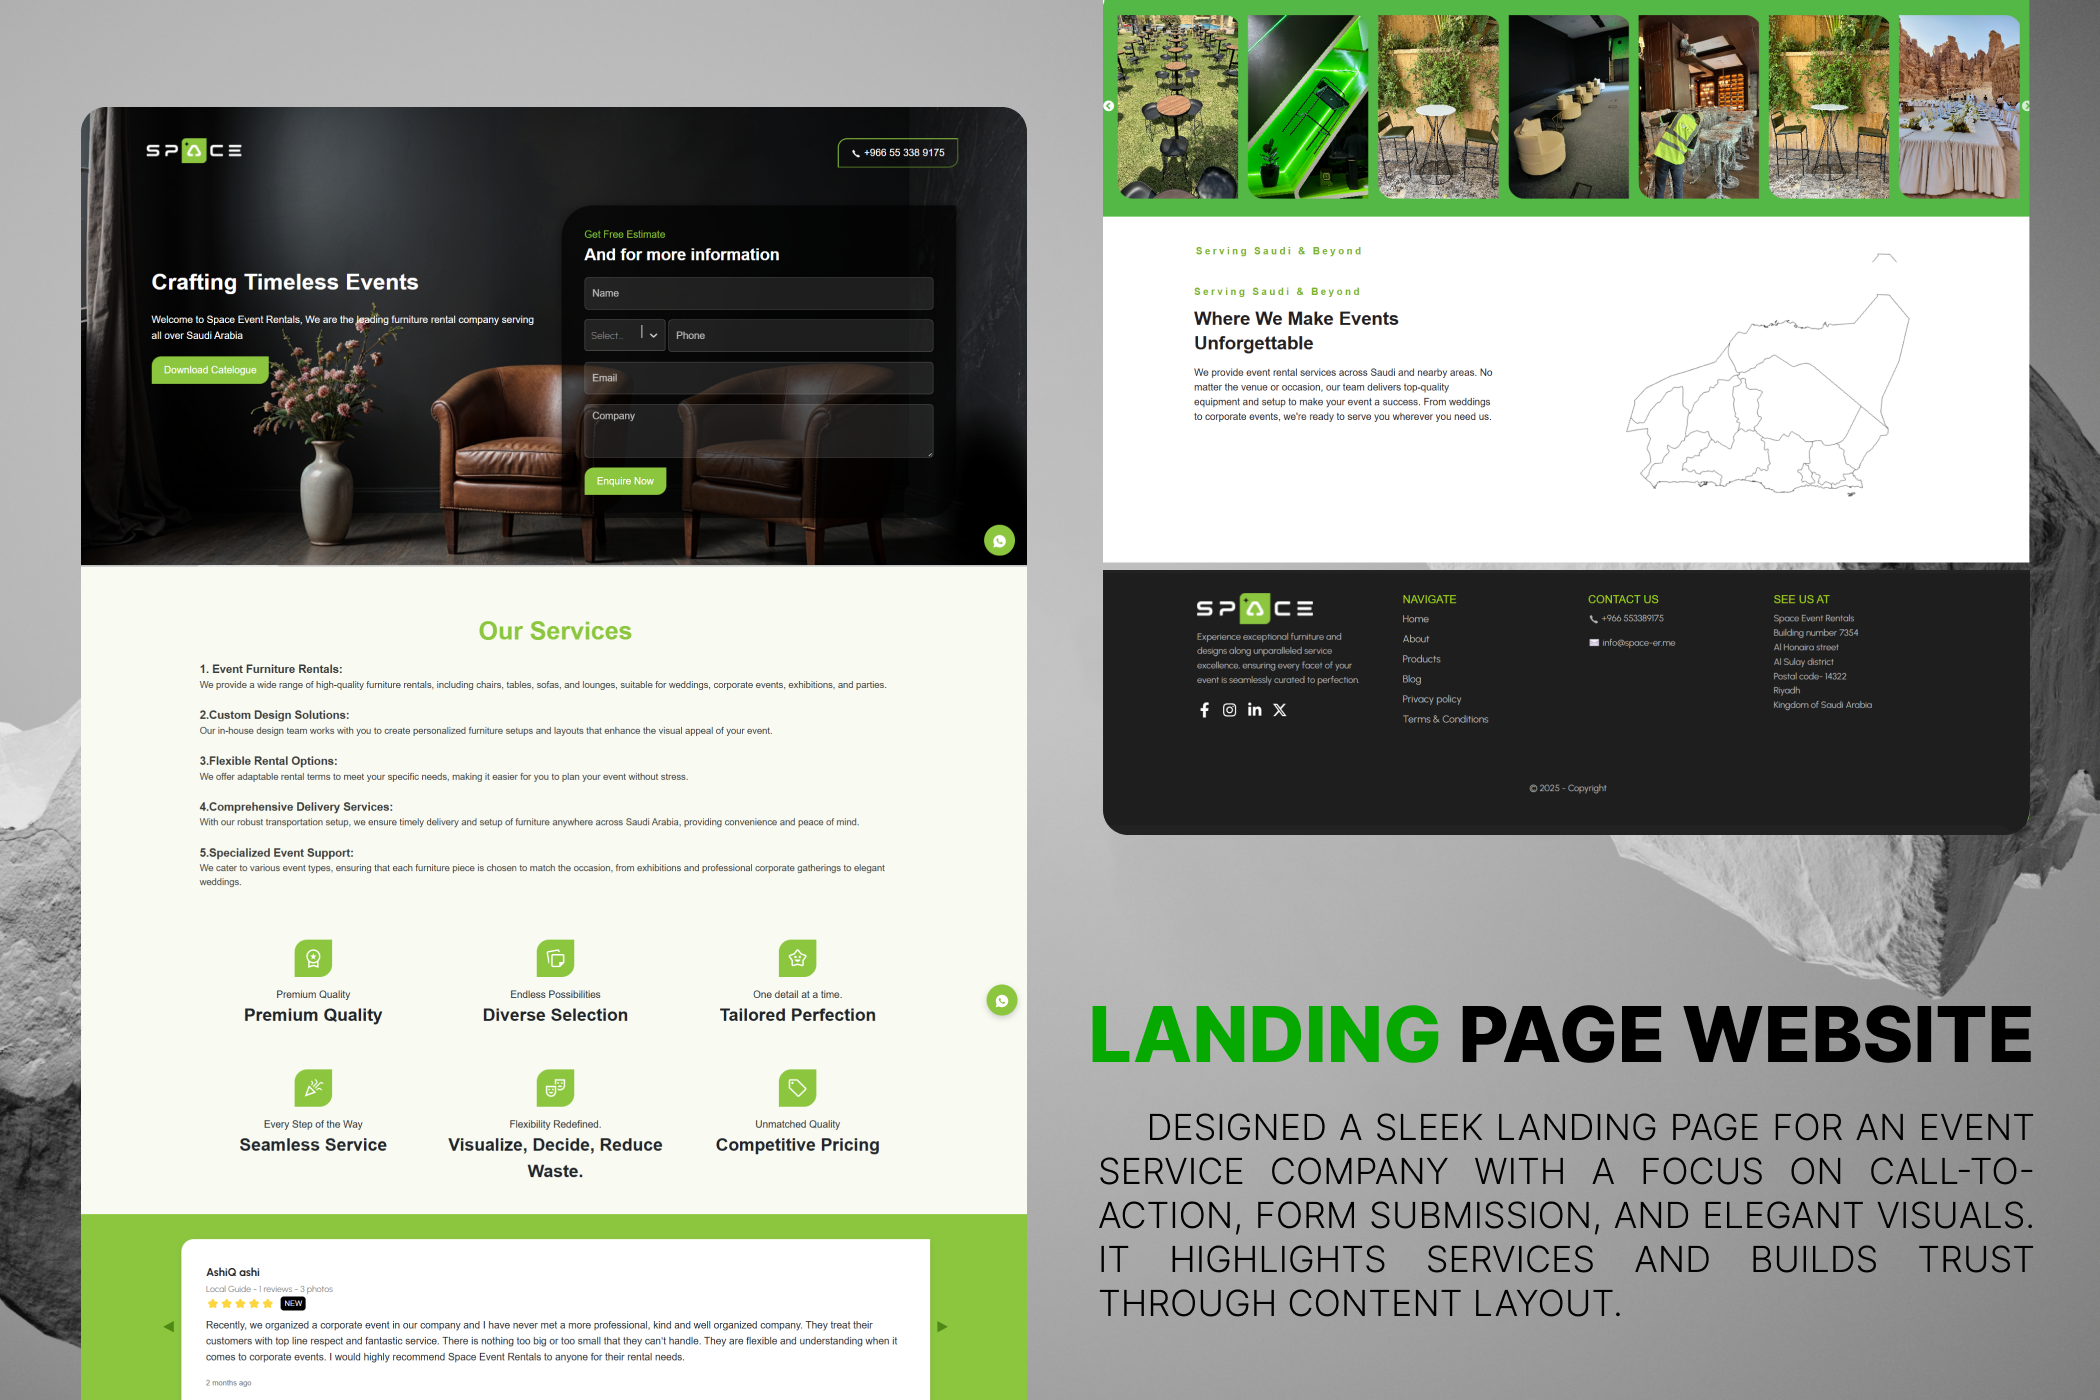 SPACE
+966 55 338 9175
Crafting Timeless Events
Welcome to Space Event Rentals, We are the leading furniture rental company serving
all over Saudi Arabia
Download Catelogue
Get Free Estimate
And for more information
Name
Select...
Phone
Email
Company
Enquire Now
Our Services
1. Event Furniture Rentals:
We provide a wide range of high-quality furniture rentals, including chairs, tables, sofas, and lounges, suitable for weddings, corporate events, exhibitions, and parties.
2.Custom Design Solutions:
Our in-house design team works with you to create personalized furniture setups and layouts that enhance the visual appeal of your event.
3.Flexible Rental Options:
We offer adaptable rental terms to meet your specific needs, making it easier for you to plan your event without stress.
4.Comprehensive Delivery Services:
With our robust transportation setup, we ensure timely delivery and setup of furniture anywhere across Saudi Arabia, providing convenience and peace of mind.
5.Specialized Event Support:
We cater to various event types, ensuring that each furniture piece is chosen to match the occasion, from exhibitions and professional corporate gatherings to elegant
weddings.
Premium Quality
Premium Quality
Endless Possibilities
Diverse Selection
One detail at a time.
Tailored Perfection
Every Step of the Way
Seamless Service
Flexibility Redefined.
Visualize, Decide, Reduce
Waste.
Unmatched Quality
Competitive Pricing
AshiQ ashi
Local Guide - 1 reviews - 3 photos
NEW
Recently, we organized a corporate event in our company and I have never met a more professional, kind and well organized company. They treat their
customers with top line respect and fantastic service. There is nothing too big or too small that they can't handle. They are flexible and understanding when it
comes to corporate events. I would highly recommend Space Event Rentals to anyone for their rental needs.
2 months ago
Serving Saudi & Beyond
Serving Saudi & Beyond
Where We Make Events
Unforgettable
We provide event rental services across Saudi and nearby areas. No
matter the venue or occasion, our team delivers top-quality
equipment and setup to make your event a success. From weddings
to corporate events, we're ready to serve you wherever you need us.
SPACE
Experience exceptional furniture and
designs along unparalleled service
excellence. ensuring every facet of your
event is seamlessly curated to perfection.
NAVIGATE
Home
About
Products
Blog
Privacy policy
Terms & Conditions
CONTACT US
+966 553389175
info@space-er.me
SEE US AT
Space Event Rentals
Building number 7354
Al Honaira street
Al Sulay district
Postal code- 14322
Riyadh
Kingdom of Saudi Arabia
© 2025 - Copyright
LANDING PAGE WEBSITE
DESIGNED A SLEEK LANDING PAGE FOR AN EVENT
SERVICE COMPANY WITH A FOCUS ON CALL-TO-
ACTION, FORM SUBMISSION, AND ELEGANT VISUALS.
IT HIGHLIGHTS SERVICES AND BUILDS TRUST
THROUGH CONTENT LAYOUT.